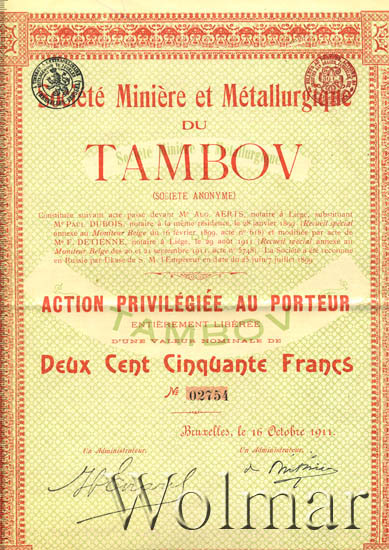 Société Minière et Métallurgique
DU
TAMBOV
(SOCIÉTÉ ANONYME)
Constituée suivant acte passé devant Me AUG. AERTS, notaire à Liège, substituant
Me PAUL DUBOIS, notaire à la même résidence, le 28 janvier 1899 (Recueil spécial
annexe au Moniteur Belge du 16 février 1899, acte no 618) et modifiée par acte de
Me F. DETIENNE, notaire à Liège, le 29 août 1911 (Recueil spécial annexé au
Moniteur Belge des 20 et 21 septembre 1911, acte no 5748). La Société a été reconnue
en Russie par Ukase de S. M. l'Empereur en date du 25 juin/7 juillet 1899
ACTION PRIVILÉGIÉE AU PORTEUR
ENTIÈREMENT LIBÉRÉE
D'UNE VALEUR NOMINALE DE
TAMBOV
Deux Cent Cinquante Francs
No 02754
Bruxelles, le 16 Octobre 1911.
Un Administrateur,
Un Administrateur,
Wolmar